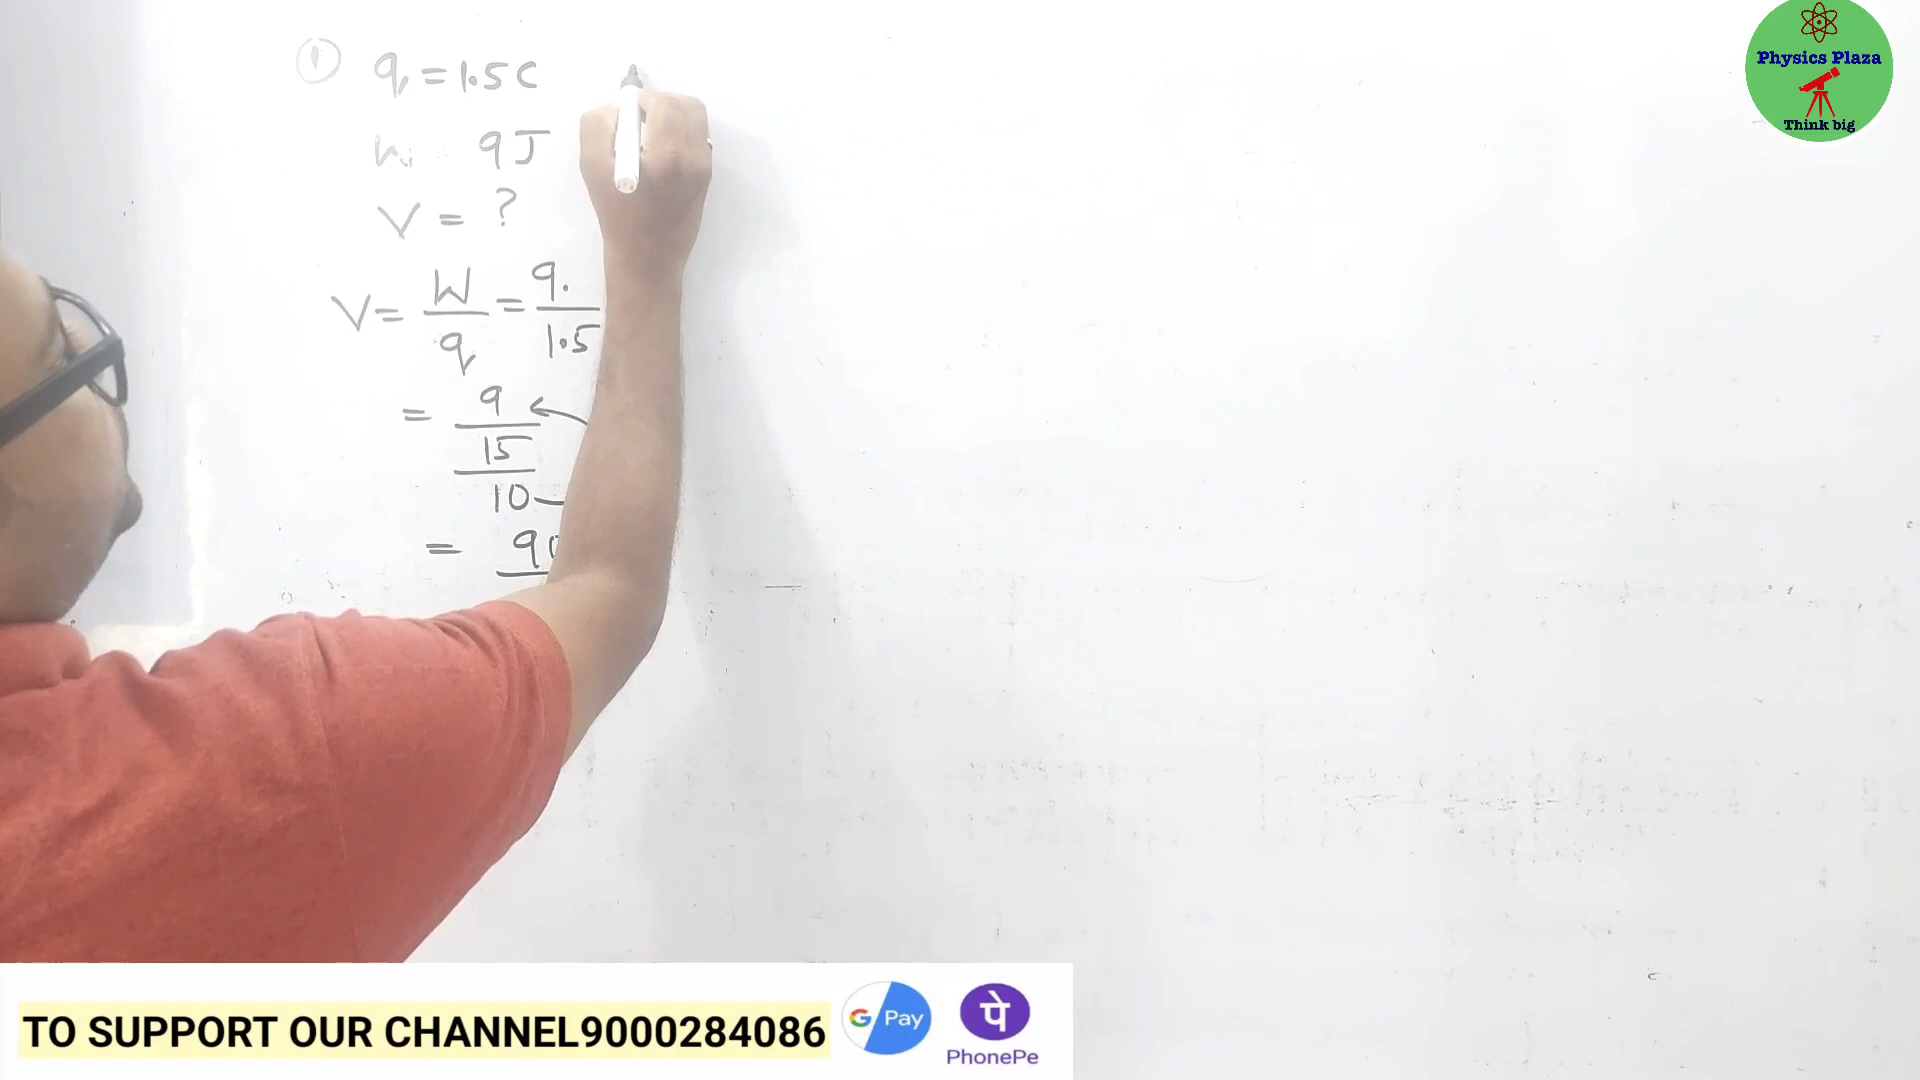 1 q = 1.5 C
9 J
V = ?
V = W/q = 9./1.5
= 9/15/10
= 90
Physics Plaza
Think big
TO SUPPORT OUR CHANNEL9000284086
G Pay
पे
PhonePe